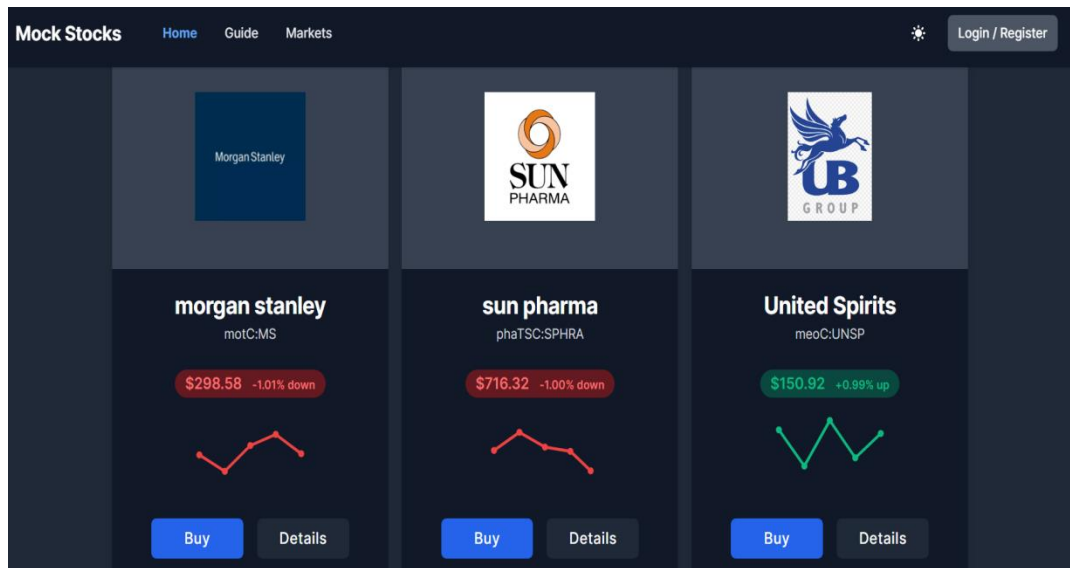 Mock Stocks Home Guide Markets Login / Register
Morgan Stanley
SUN
PHARMA
UB
GROUP
morgan stanley
motC:MS
$298.58 -1.01% down
Buy Details
sun pharma
phaTSC:SPHRA
$716.32 -1.00% down
Buy Details
United Spirits
meoC:UNSP
$150.92 +0.99% up
Buy Details